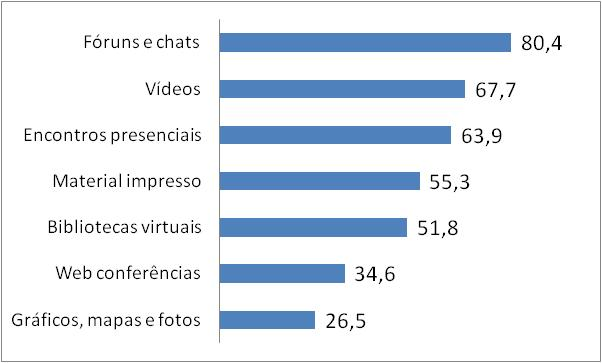 Fóruns e chats 80,4
Vídeos 67,7
Encontros presenciais 63,9
Material impresso 55,3
Bibliotecas virtuais 51,8
Web conferências 34,6
Gráficos, mapas e fotos 26,5